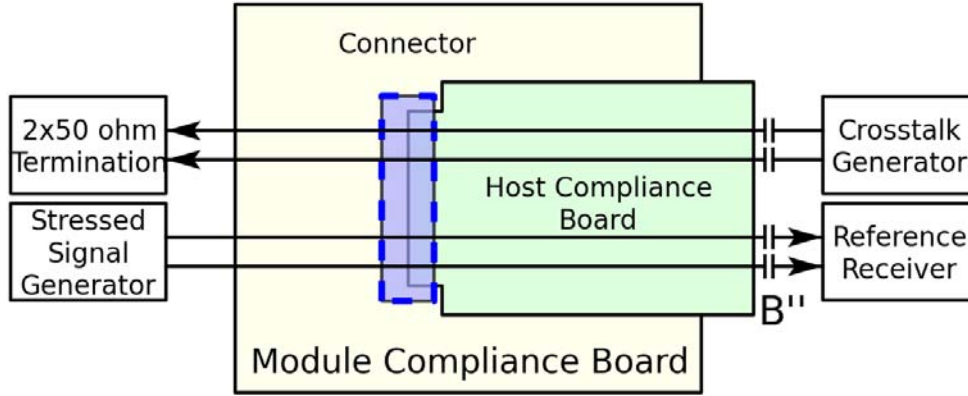 Connector
2x50 ohm
Termination
Crosstalk
Generator
Host Compliance
Board
Stressed
Signal
Generator
Reference
Receiver
B''
Module Compliance Board